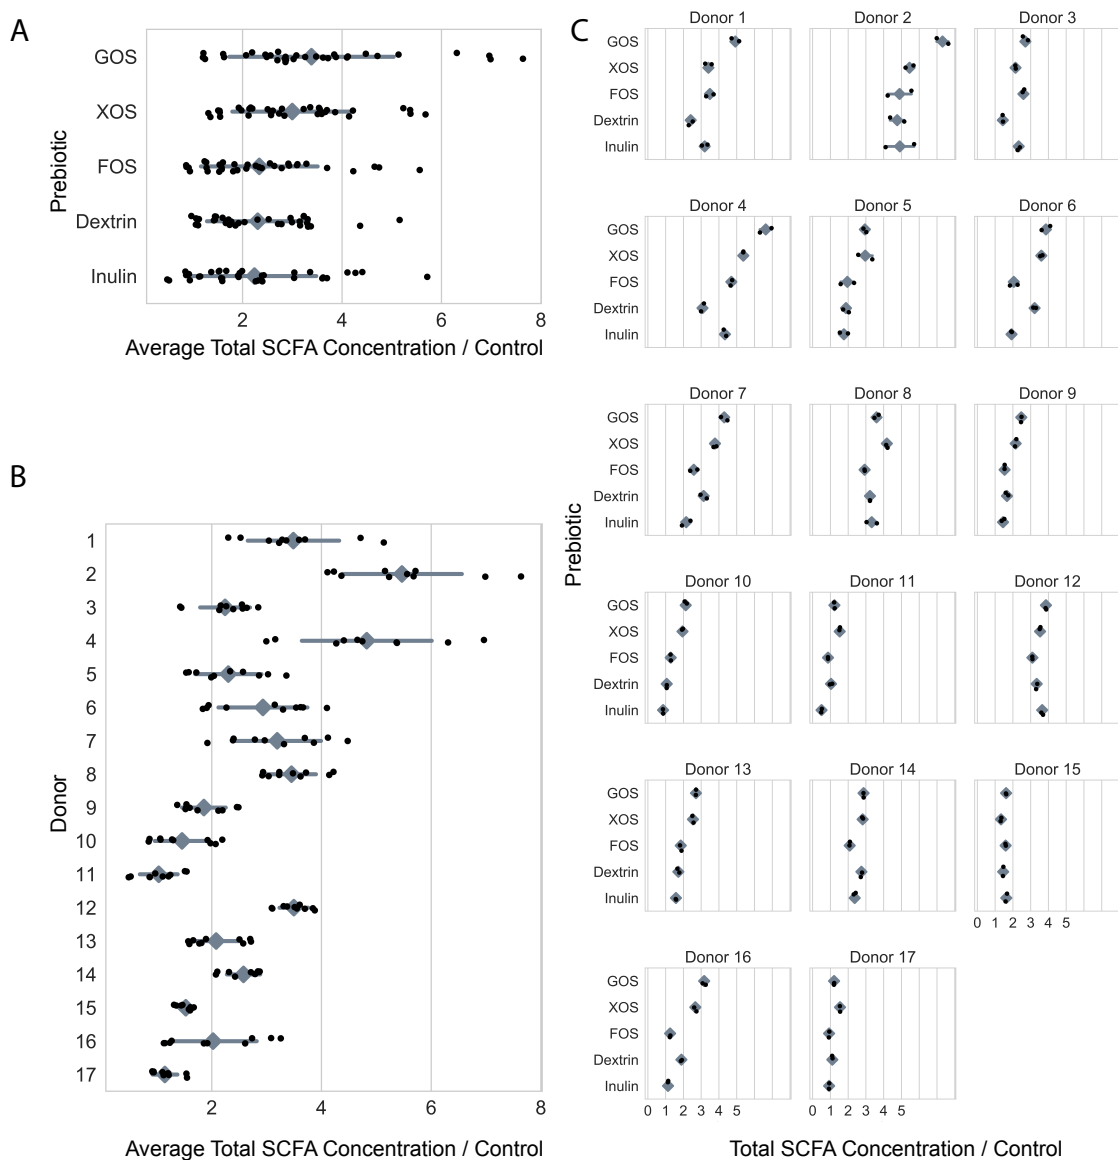 A
GOS
XOS
FOS
Dextrin
Inulin
Prebiotic
2 4 6 8
Average Total SCFA Concentration / Control
B
1
2
3
4
5
6
7
8
9
10
11
12
13
14
15
16
17
Donor
2 4 6 8
Average Total SCFA Concentration / Control
C
Prebiotic
Donor 1 Donor 2 Donor 3
GOS
XOS
FOS
Dextrin
Inulin
Donor 4 Donor 5 Donor 6
GOS
XOS
FOS
Dextrin
Inulin
Donor 7 Donor 8 Donor 9
GOS
XOS
FOS
Dextrin
Inulin
Donor 10 Donor 11 Donor 12
GOS
XOS
FOS
Dextrin
Inulin
Donor 13 Donor 14 Donor 15
GOS
XOS
FOS
Dextrin
Inulin
0 1 2 3 4 5
Donor 16 Donor 17
GOS
XOS
FOS
Dextrin
Inulin
0 1 2 3 4 5 0 1 2 3 4 5
Total SCFA Concentration / Control